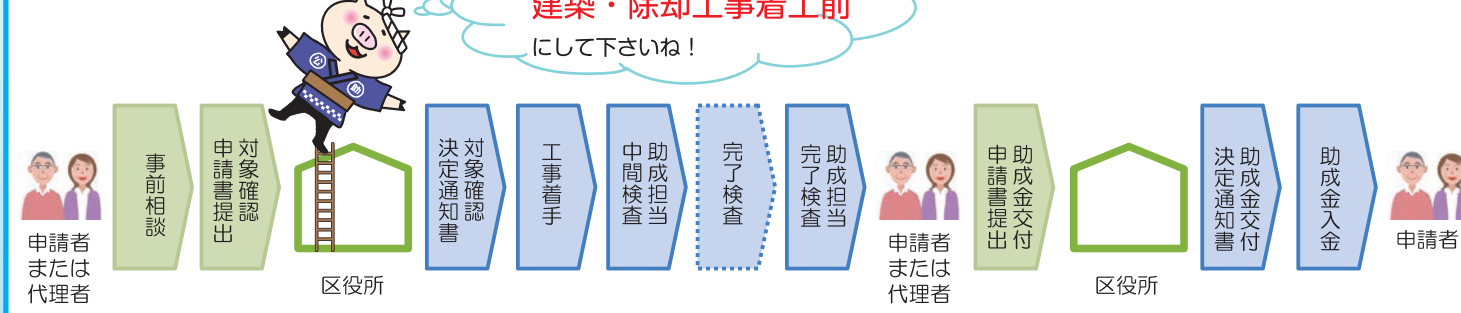 建築・除却工事着工前
にして下さいね！
公
助
申請者
または
代理者
事前相談
対象確認
申請書提出
区役所
対象確認
決定通知書
工事着手
助成担当
中間検査
完了検査
助成担当
完了検査
申請者
または
代理者
助成金交付
申請書提出
区役所
助成金交付
決定通知書
助成金入金
申請者